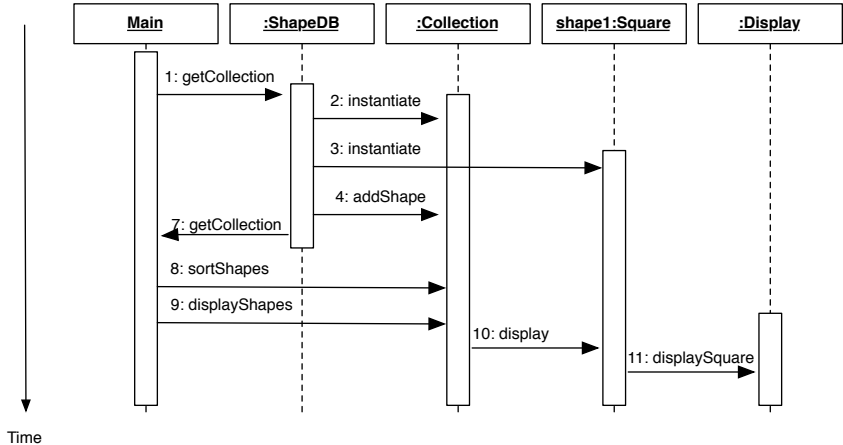 Main
:ShapeDB
:Collection
shape1:Square
:Display
1: getCollection
2: instantiate
3: instantiate
4: addShape
7: getCollection
8: sortShapes
9: displayShapes
10: display
11: displaySquare
Time